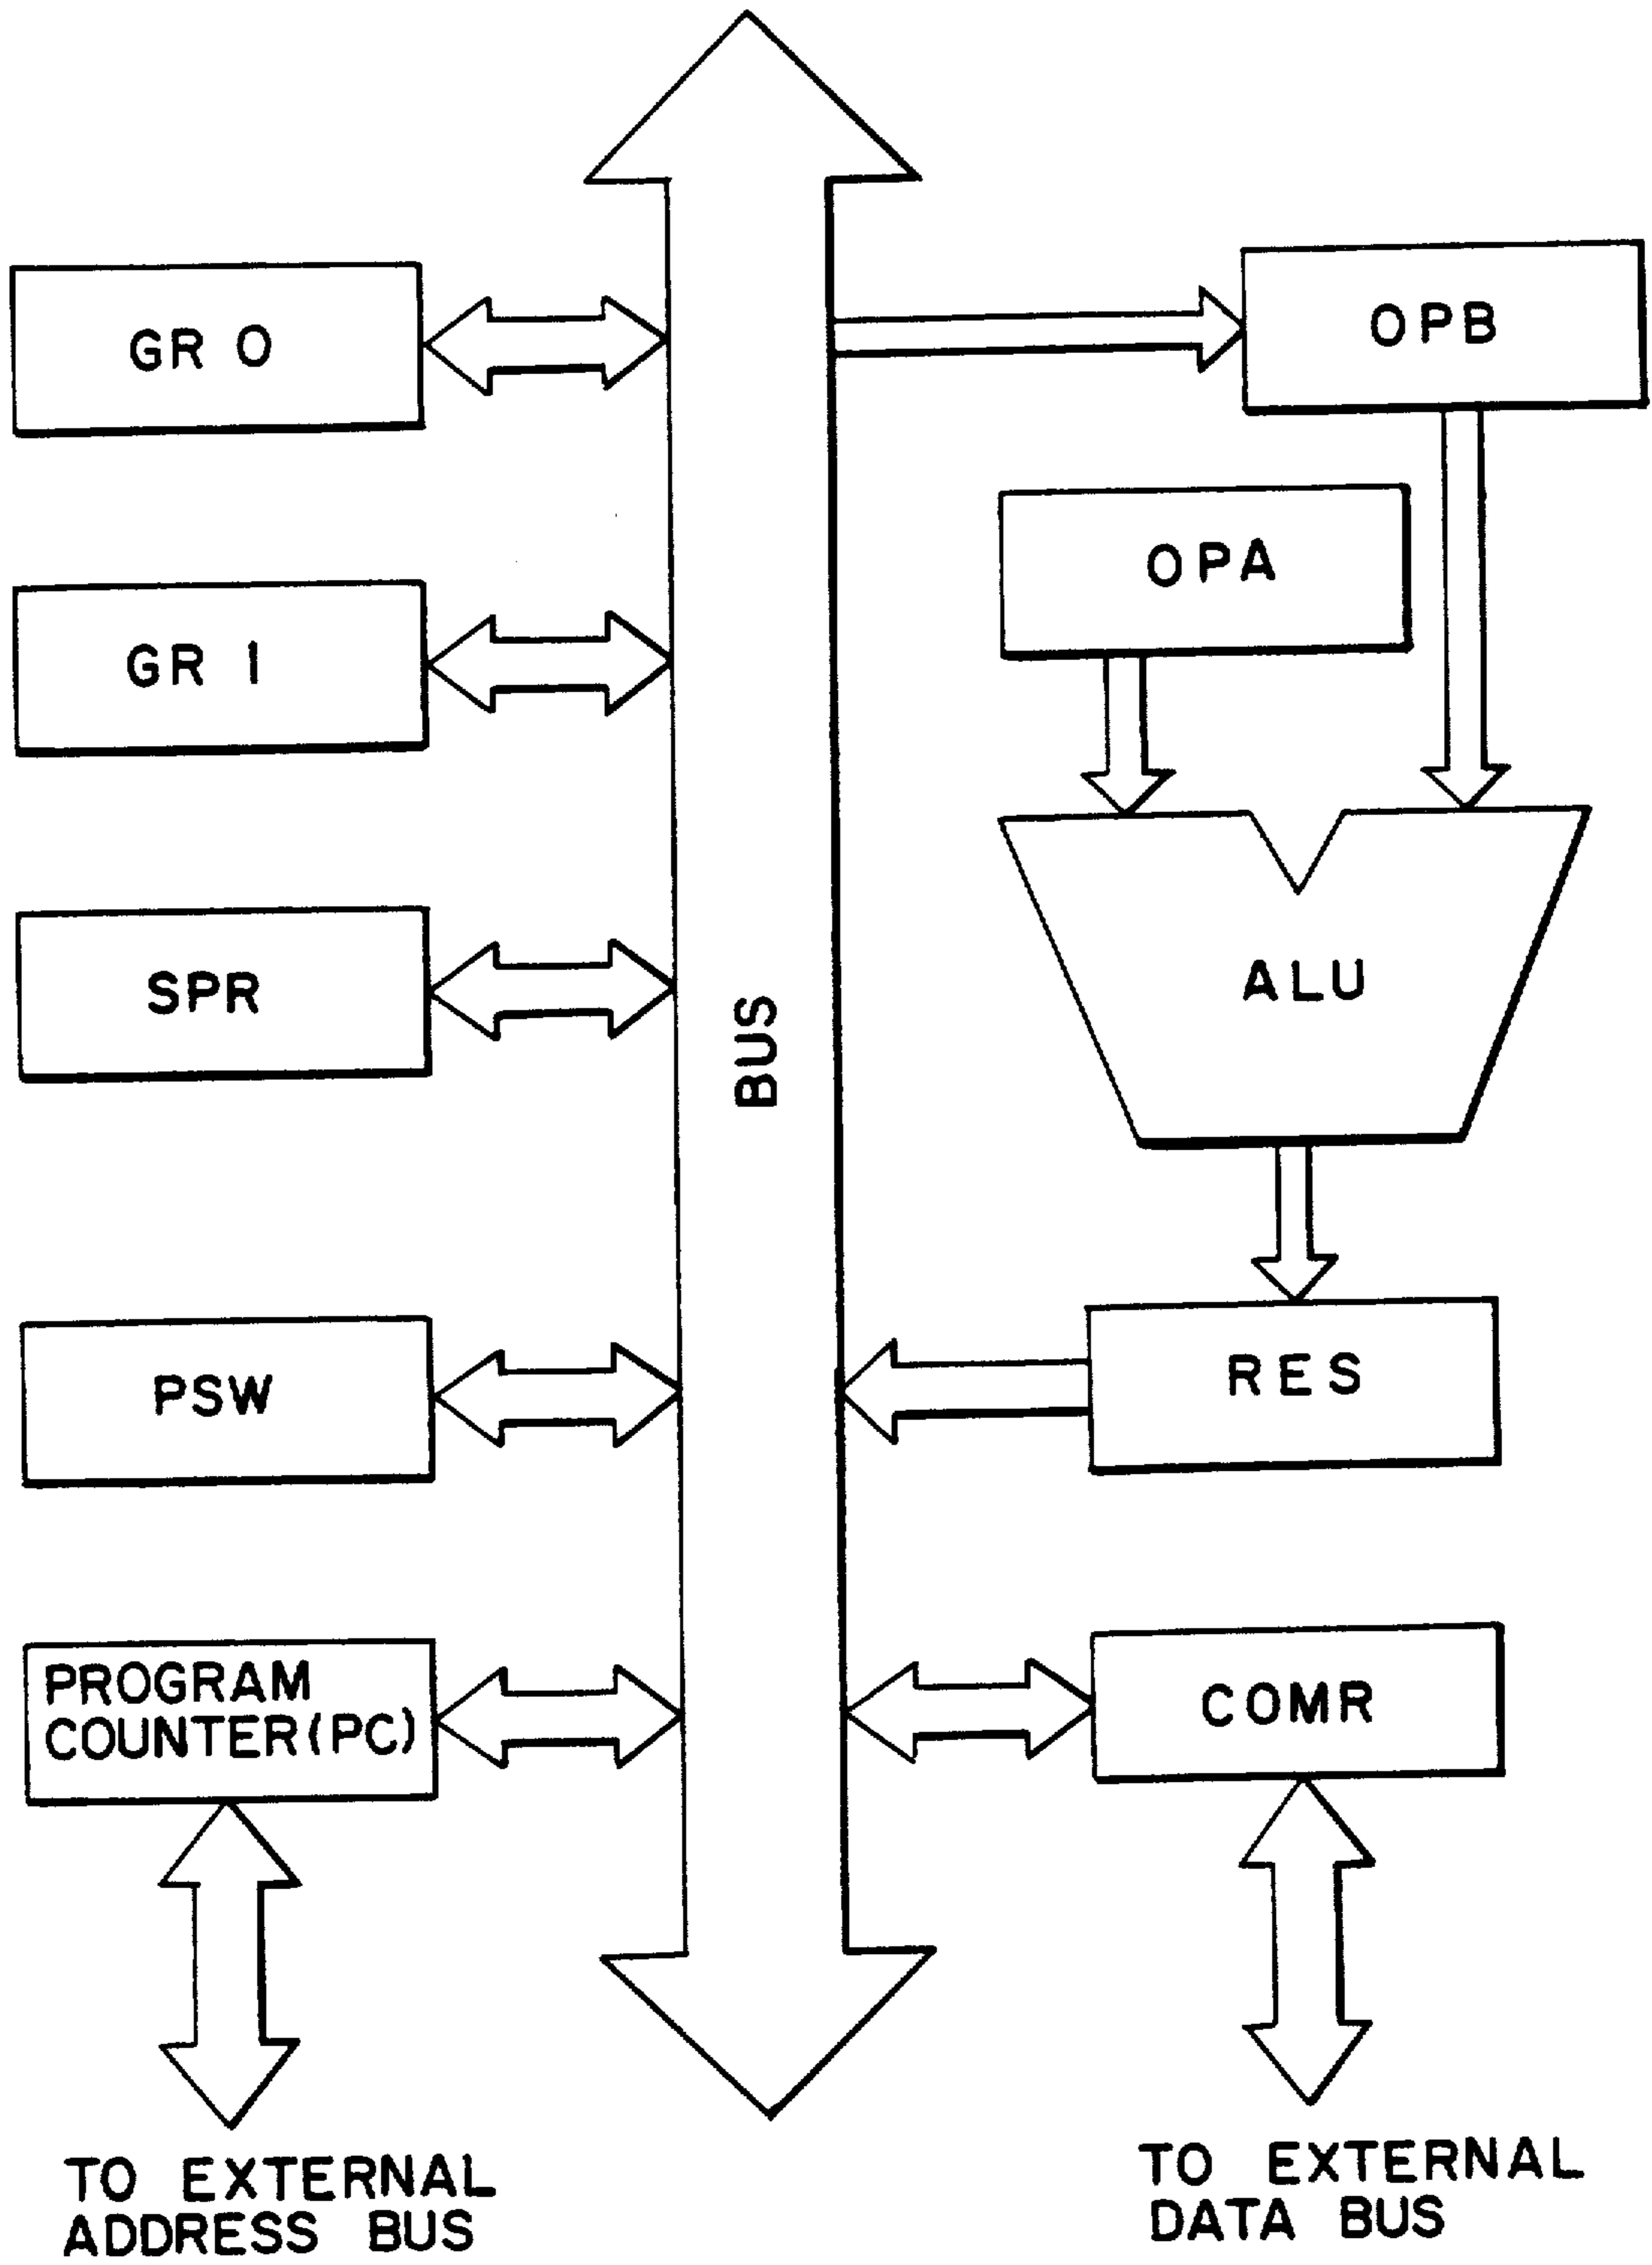 GR 0
OPB
OPA
GR 1
SPR
ALU
BUS
PSW
RES
PROGRAM
COUNTER(PC)
COMR
TO EXTERNAL
ADDRESS BUS
TO EXTERNAL
DATA BUS